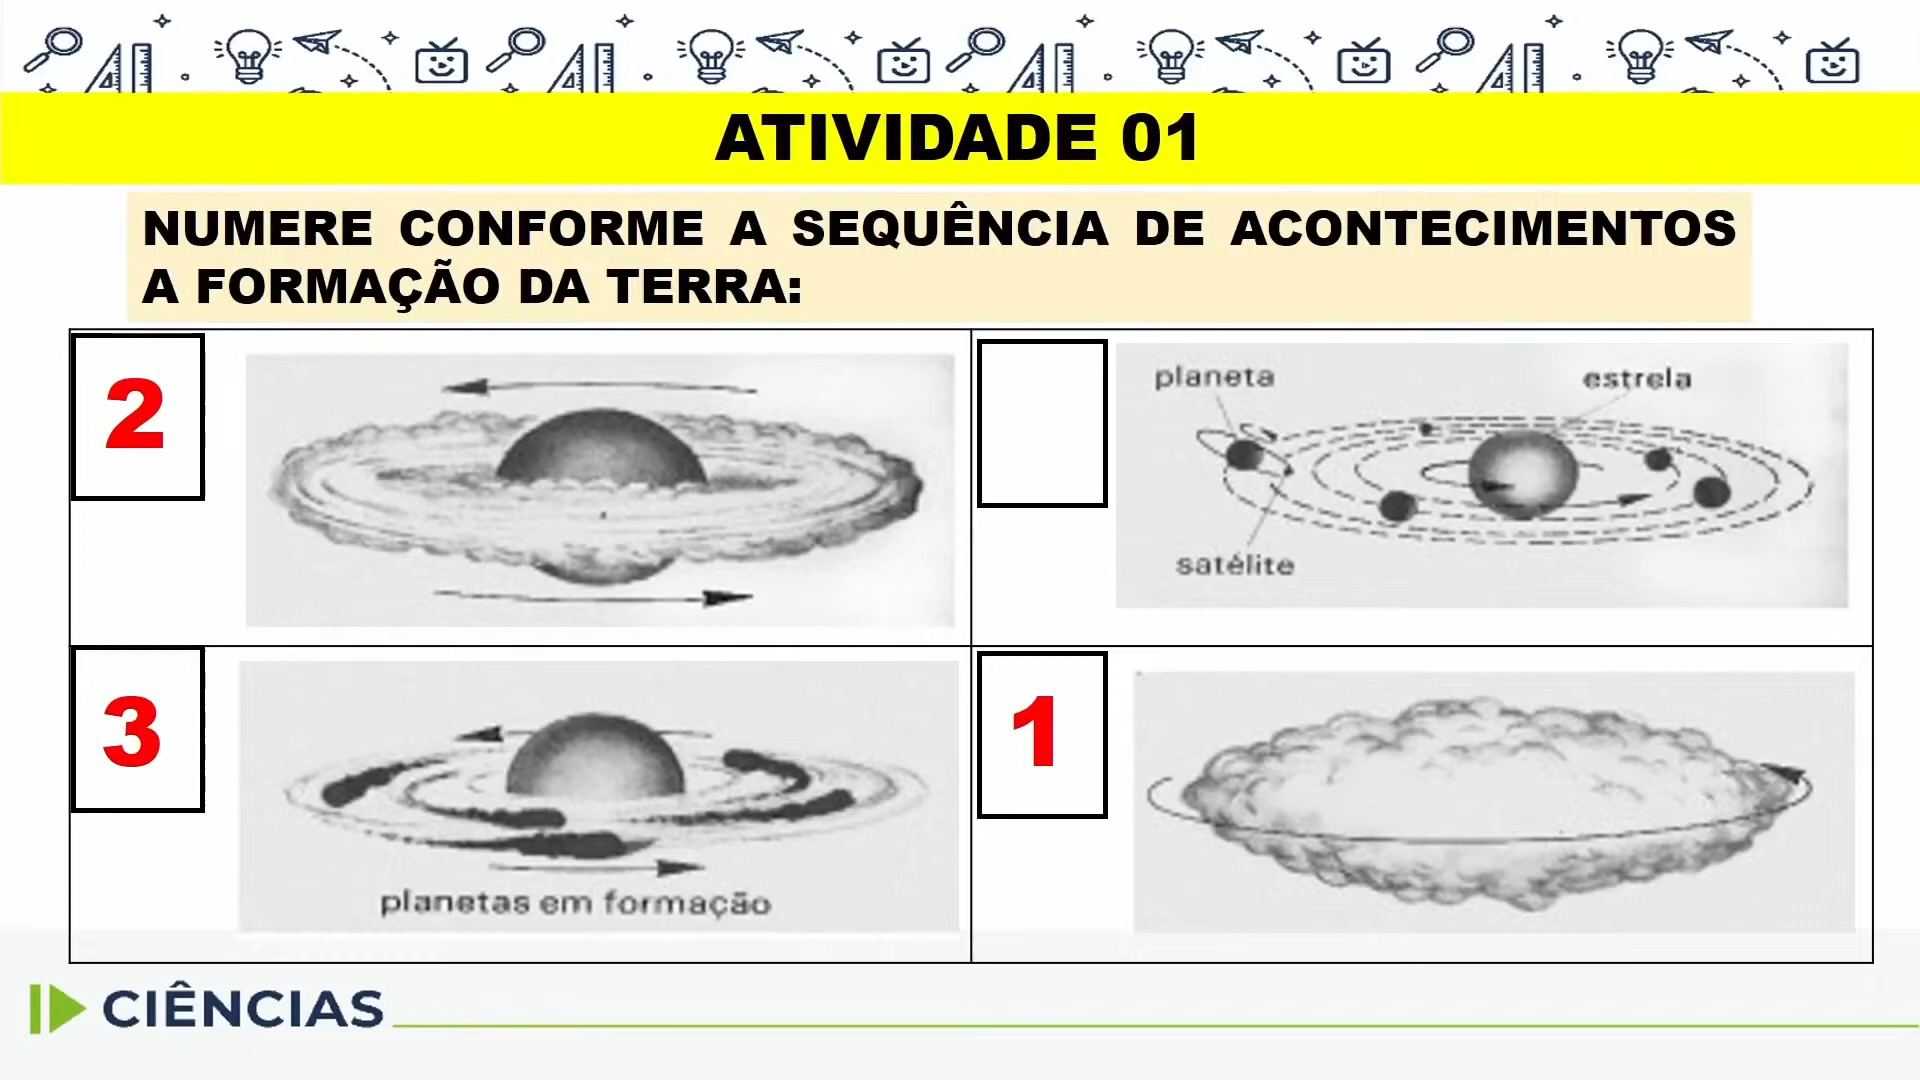 ATIVIDADE 01
NUMERE CONFORME A SEQUÊNCIA DE ACONTECIMENTOS
A FORMAÇÃO DA TERRA:
2
planeta
estrela
satélite
3
planetas em formação
1
CIÊNCIAS